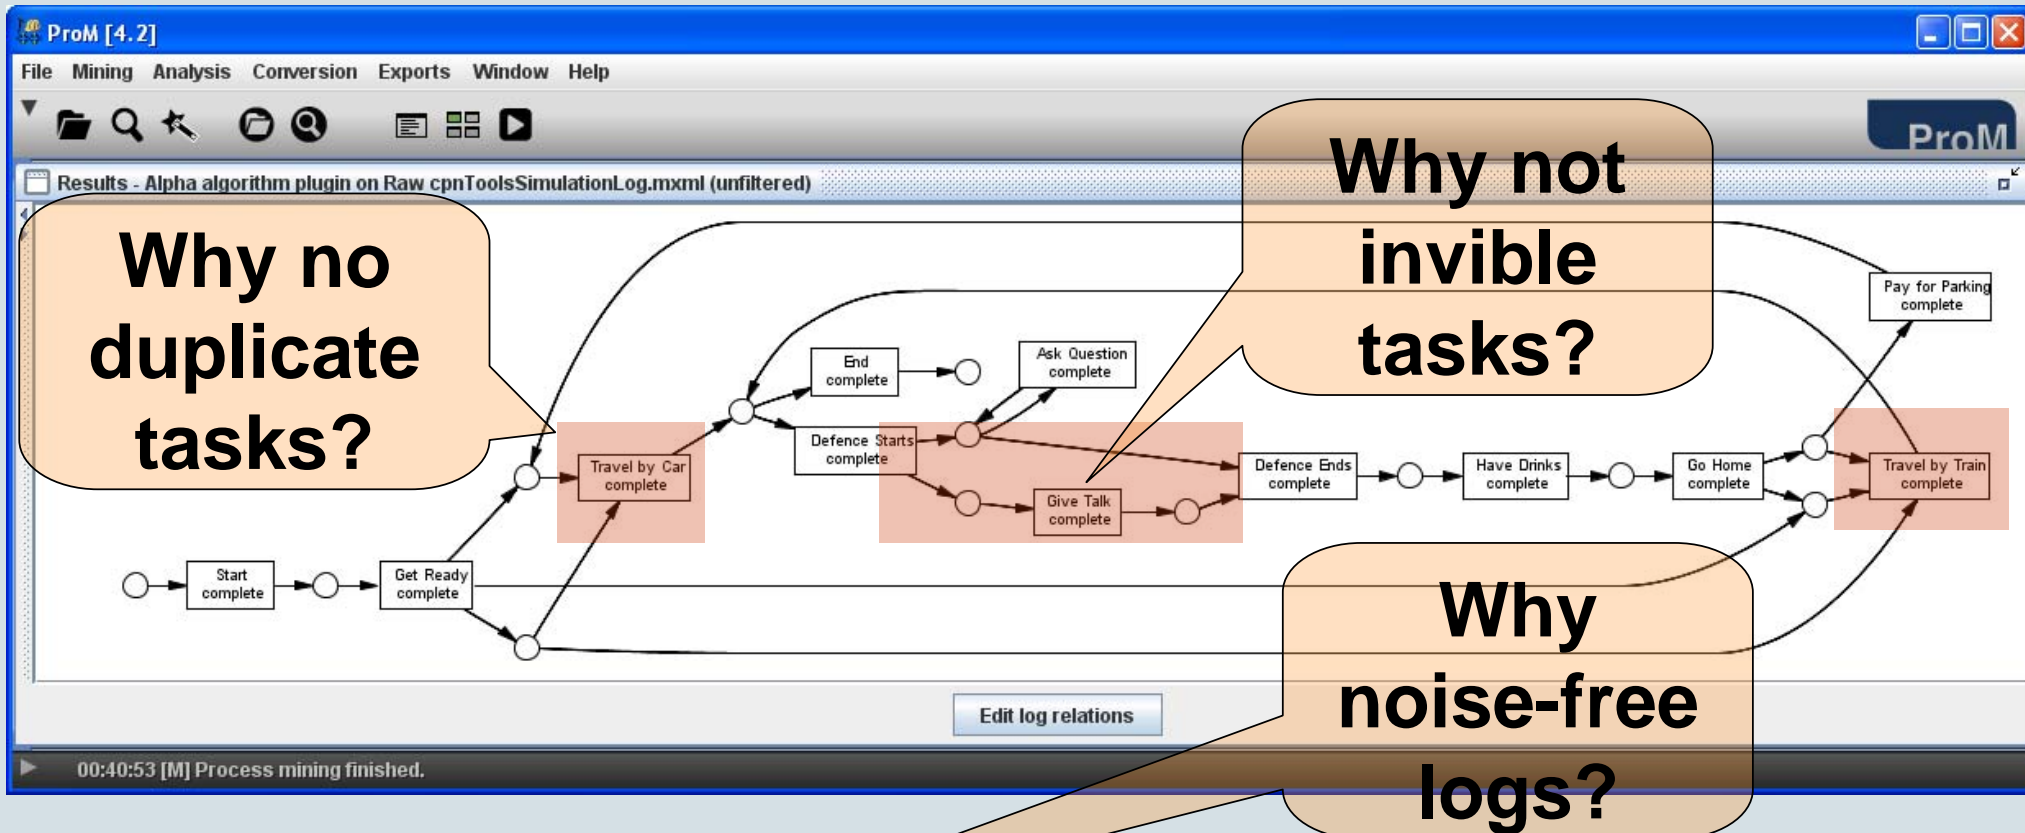 ProM [4.2]
File Mining Analysis Conversion Exports Window Help
ProM
Results - Alpha algorithm plugin on Raw cpnToolsSimulationLog.mxml (unfiltered)
Why no
duplicate
tasks?
Why not
invible
tasks?
Pay for Parking
complete
End
complete
Ask Question
complete
Travel by Car
complete
Defence Starts
complete
Give Talk
complete
Defence Ends
complete
Have Drinks
complete
Go Home
complete
Travel by Train
complete
Start
complete
Get Ready
complete
Why
noise-free
logs?
Edit log relations
00:40:53 [M] Process mining finished.